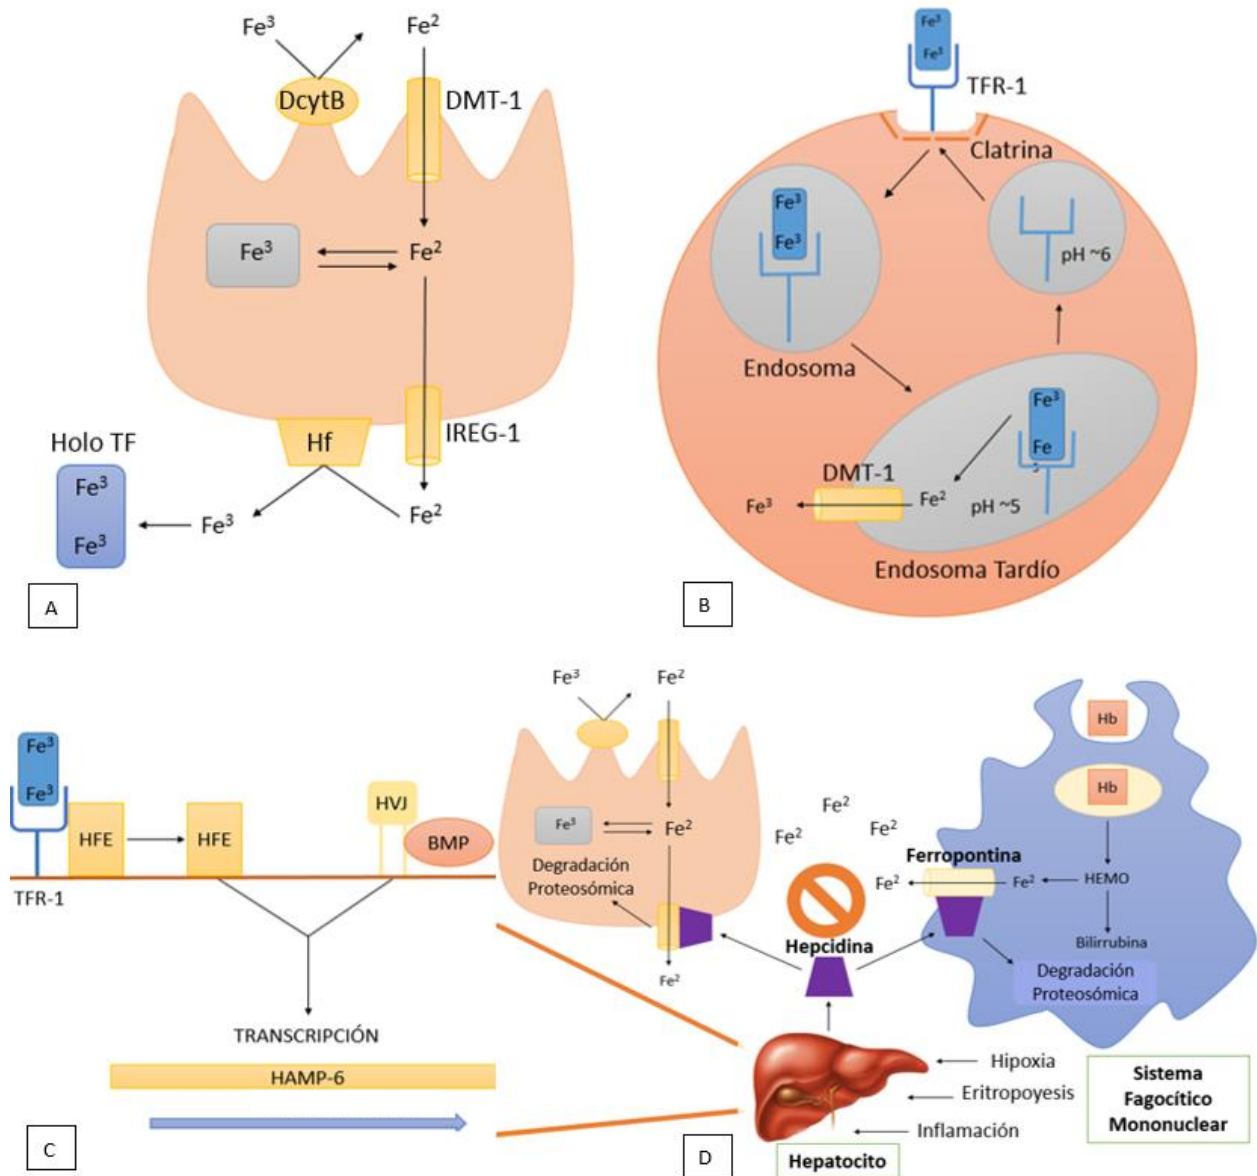 Fe³
Fe²
DcytB
DMT-1
Fe³
Fe²
Hf
IREG-1
Holo TF
Fe³
Fe³
Fe³
Fe²
A
Fe³
Fe³
TFR-1
Clatrina
Fe³
Fe³
pH ~6
Endosoma
Fe³
Fe
DMT-1
Fe³
Fe²
pH ~5
Endosoma Tardío
B
Fe³
Fe³
HFE
HFE
HVJ
BMP
TFR-1
TRANSCRIPCIÓN
HAMP-6
C
Fe³
Fe²
Fe³
Fe²
Degradación
Proteosómica
Fe²
Fe²
Fe²
Fe²
Hepcidina
Hb
Hb
Ferropontina
Fe²
Fe²
HEMO
Bilirrubina
Degradación
Proteosómica
Hipoxia
Eritropoyesis
Inflamación
Hepatocito
Sistema
Fagocítico
Mononuclear
D